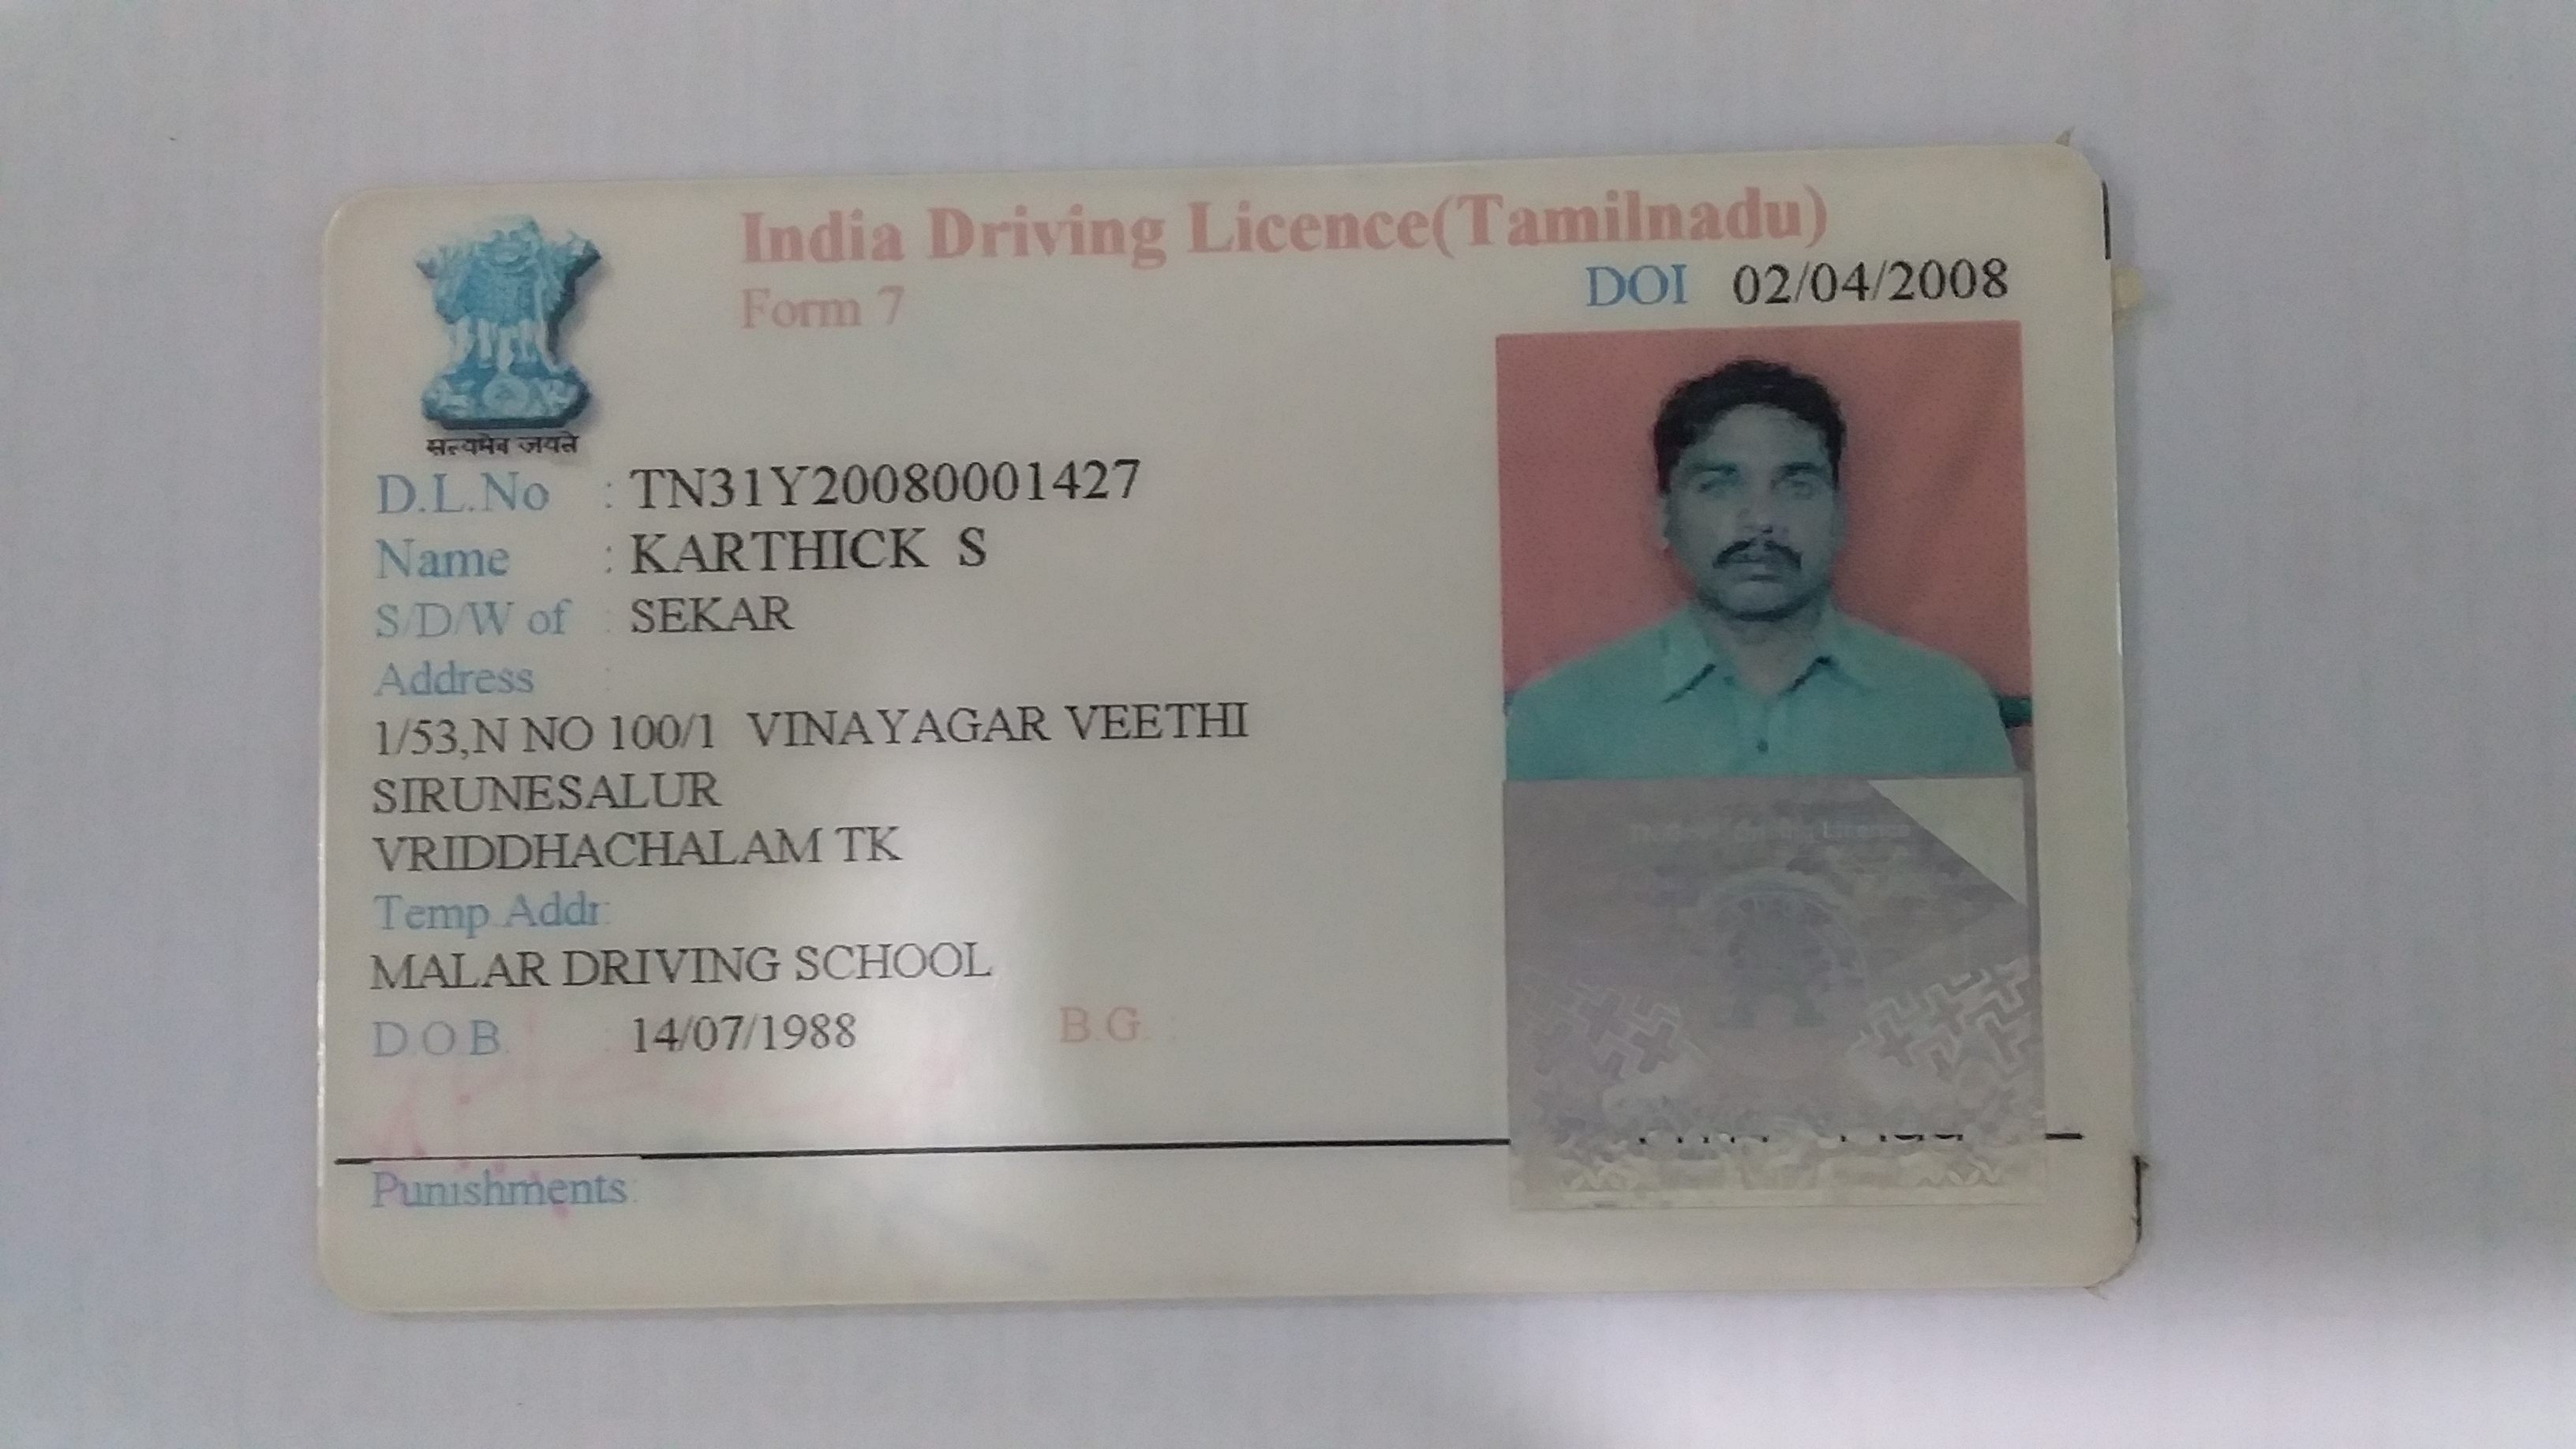 India Driving Licence(Tamilnadu)
Form 7
DOI 02/04/2008
सत्यमेव जयते
D.L.No : TN31Y20080001427
Name : KARTHICK S
S/D/W of : SEKAR
Address :
1/53,N NO 100/1 VINAYAGAR VEETHI
SIRUNESALUR
VRIDDHACHALAM TK
Temp.Addr:
MALAR DRIVING SCHOOL
D.O.B. : 14/07/1988 B.G. :
Punishments: